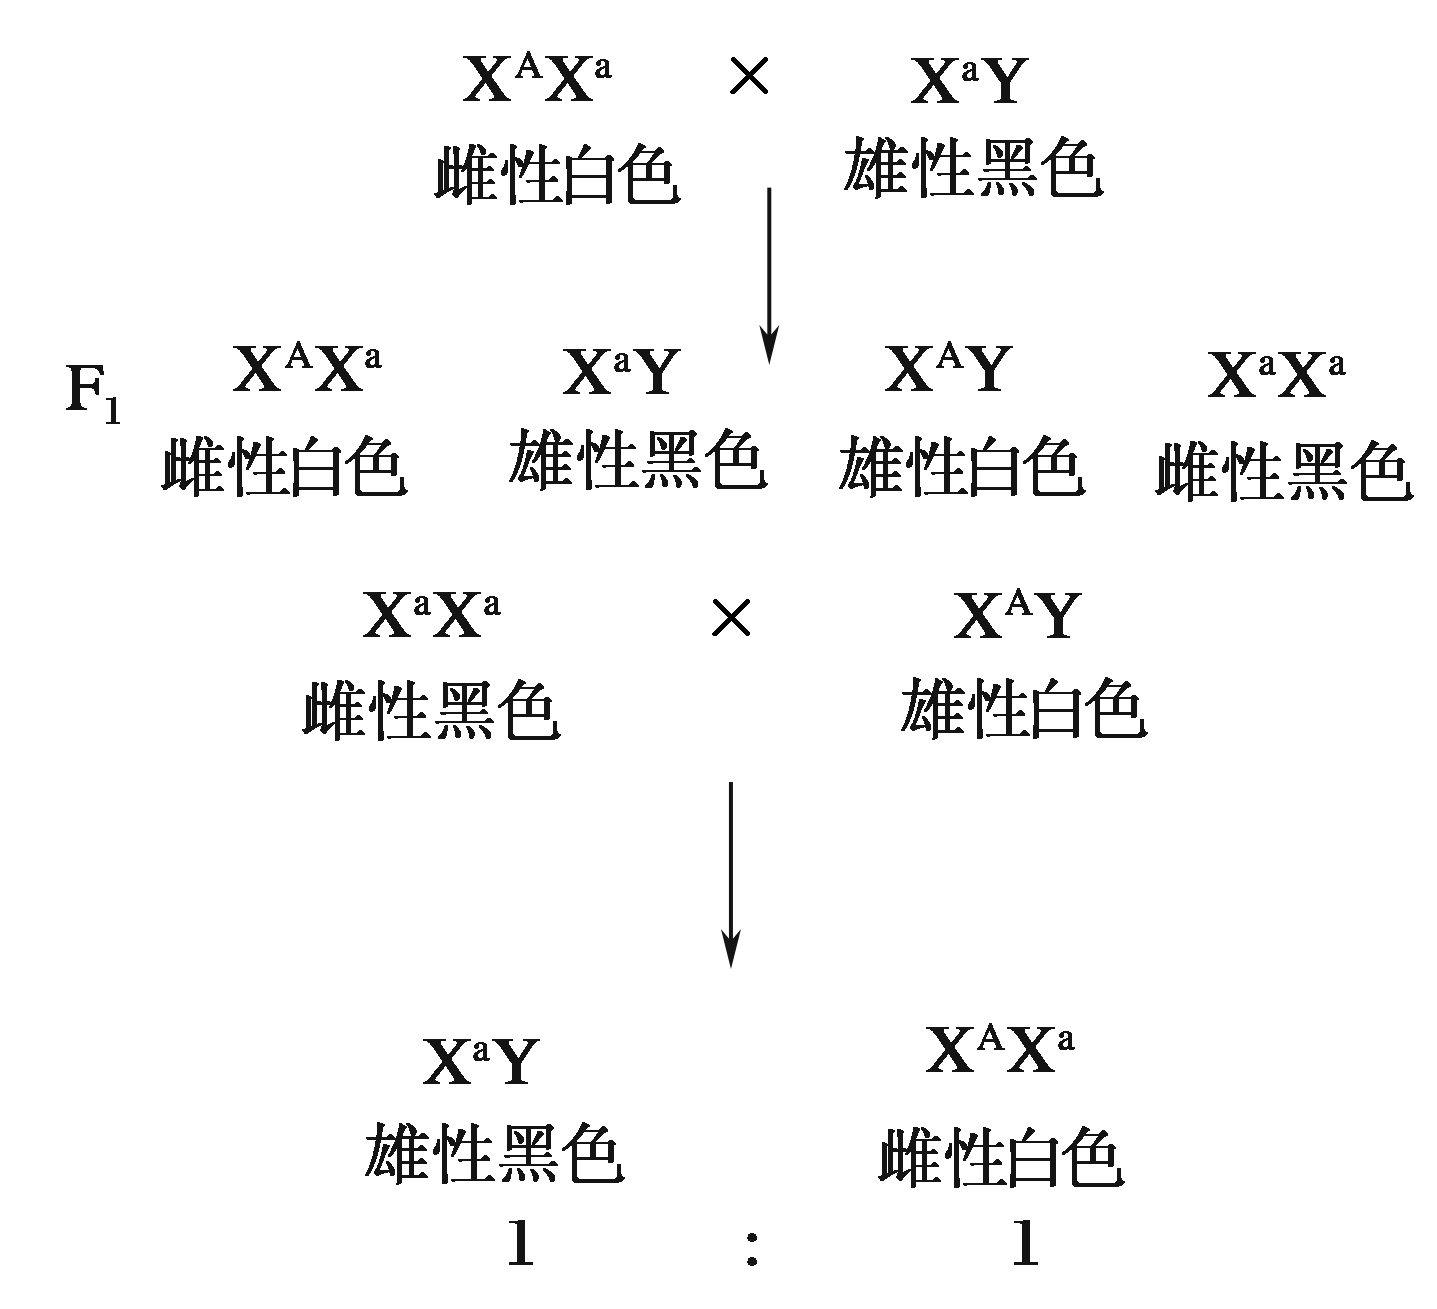 XᴬXᵃ × XᵃY
雌性白色 雄性黑色
F₁ XᴬXᵃ XᵃY XᴬY XᵃXᵃ
雌性白色 雄性黑色 雄性白色 雌性黑色
XᵃXᵃ × XᴬY
雌性黑色 雄性白色
XᵃY XᴬXᵃ
雄性黑色 雌性白色
1 : 1